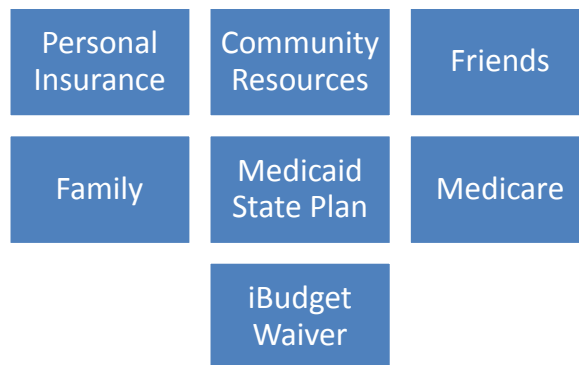 Personal
Insurance
Community
Resources
Friends
Family
Medicaid
State Plan
Medicare
iBudget
Waiver